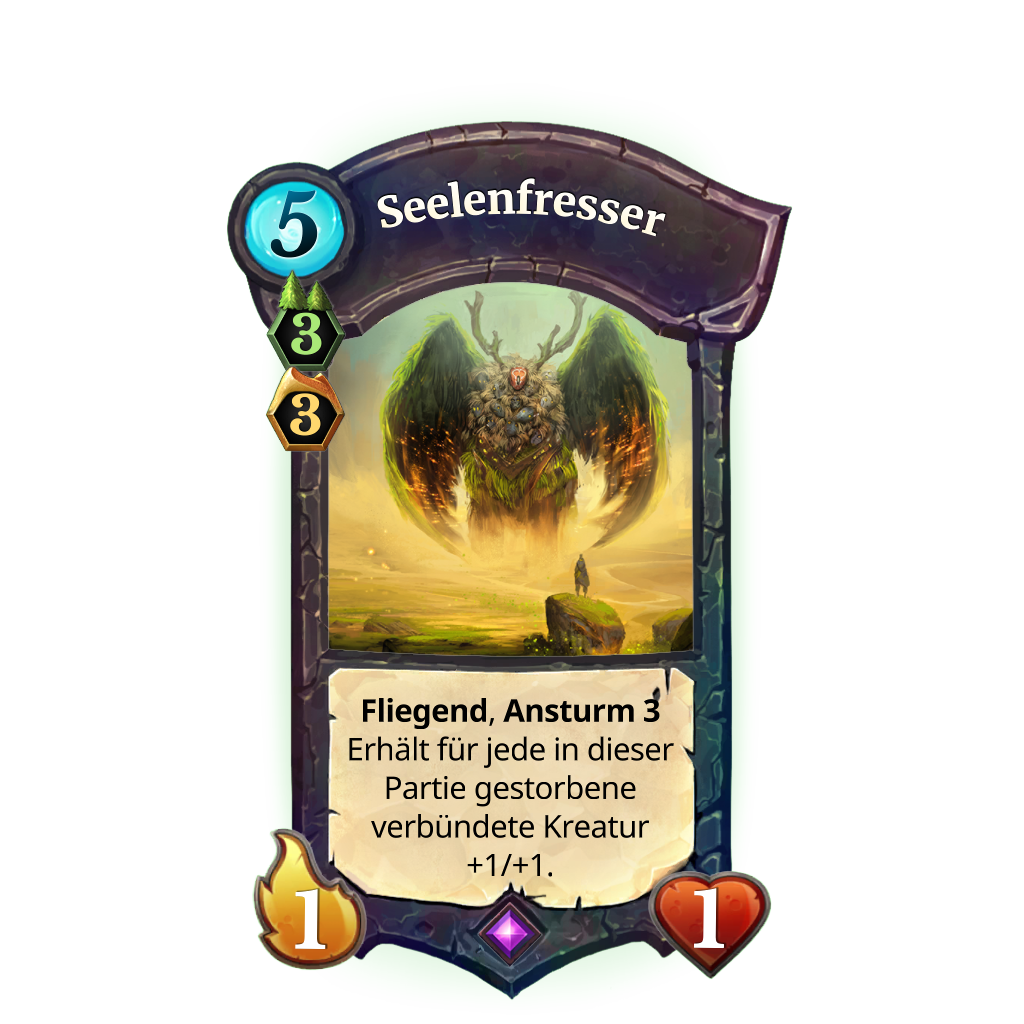 5
Seelenfresser
3
3
Fliegend, Ansturm 3
Erhält für jede in dieser
Partie gestorbene
verbündete Kreatur
+1/+1.
1
1